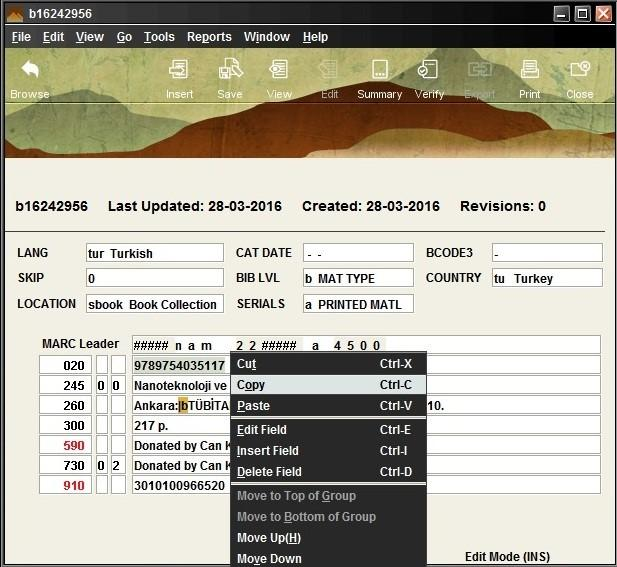 b16242956
File Edit View Go Tools Reports Window Help
Browse Insert Save View Edit Summary Verify Export Print Close
b16242956 Last Updated: 28-03-2016 Created: 28-03-2016 Revisions: 0
LANG tur Turkish CAT DATE - - BCODE3 -
SKIP 0 BIB LVL b MAT TYPE COUNTRY tu Turkey
LOCATION sbook Book Collection SERIALS a PRINTED MATL
MARC Leader ##### n a m 2 2 ##### a 4 5 0 0
020 9789754035117
245 0 0 Nanoteknoloji ve
260 Ankara:|bTÜBİTA 10.
300 217 p.
590 Donated by Can K
730 0 2 Donated by Can K
910 3010100966520
Cut Ctrl-X
Copy Ctrl-C
Paste Ctrl-V
Edit Field Ctrl-E
Insert Field Ctrl-I
Delete Field Ctrl-D
Move to Top of Group
Move to Bottom of Group
Move Up(H)
Move Down
Edit Mode (INS)